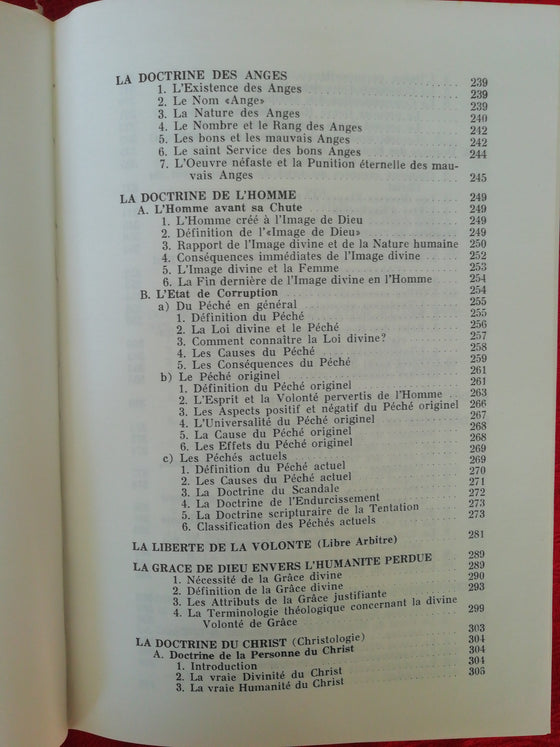 LA DOCTRINE DES ANGES 239
1. L'Existence des Anges 239
2. Le Nom «Ange» 239
3. La Nature des Anges 240
4. Le Nombre et le Rang des Anges 242
5. Les bons et les mauvais Anges 242
6. Le saint Service des bons Anges 244
7. L'Oeuvre néfaste et la Punition éternelle des mau-
vais Anges 245
LA DOCTRINE DE L'HOMME 249
A. L'Homme avant sa Chute 249
1. L'Homme créé à l'Image de Dieu 249
2. Définition de l'«Image de Dieu» 249
3. Rapport de l'Image divine et de la Nature humaine 250
4. Conséquences immédiates de l'Image divine 252
5. L'Image divine et la Femme 253
6. La Fin dernière de l'Image divine en l'Homme 254
B. L'Etat de Corruption 254
a) Du Péché en général 255
1. Définition du Péché 255
2. La Loi divine et le Péché 256
3. Comment connaître la Loi divine? 257
4. Les Causes du Péché 258
5. Les Conséquences du Péché 259
b) Le Péché originel 261
1. Définition du Péché originel 261
2. L'Esprit et la Volonté pervertis de l'Homme 263
3. Les Aspects positif et négatif du Péché originel 266
4. L'Universalité du Péché originel 267
5. La Cause du Péché originel 268
6. Les Effets du Péché originel 268
c) Les Péchés actuels 269
1. Définition du Péché actuel 269
2. Les Causes du Péché actuel 270
3. La Doctrine du Scandale 271
4. La Doctrine de l'Endurcissement 272
5. La Doctrine scripturaire de la Tentation 273
6. Classification des Péchés actuels 273
LA LIBERTE DE LA VOLONTE (Libre Arbitre) 281
LA GRACE DE DIEU ENVERS L'HUMANITE PERDUE 289
1. Nécessité de la Grâce divine 289
2. Définition de la Grâce divine 290
3. Les Attributs de la Grâce justifiante 293
4. La Terminologie théologique concernant la divine
Volonté de Grâce 299
LA DOCTRINE DU CHRIST (Christologie) 303
A. Doctrine de la Personne du Christ 304
1. Introduction 304
2. La vraie Divinité du Christ 304
3. La vraie Humanité du Christ 305